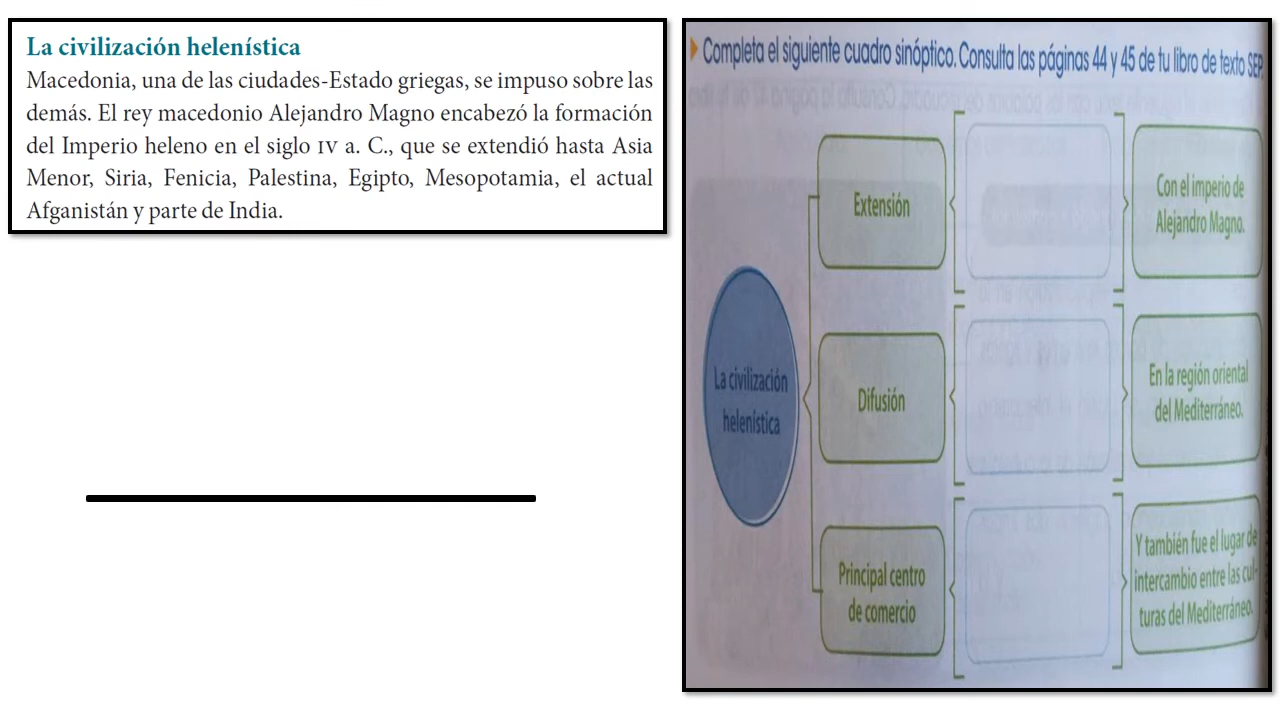 La civilización helenística
Macedonia, una de las ciudades-Estado griegas, se impuso sobre las
demás. El rey macedonio Alejandro Magno encabezó la formación
del Imperio heleno en el siglo IV a. C., que se extendió hasta Asia
Menor, Siria, Fenicia, Palestina, Egipto, Mesopotamia, el actual
Afganistán y parte de India.
Completa el siguiente cuadro sinóptico. Consulta las páginas 44 y 45 de tu libro de texto SEP.
La civilización
helenística
Extensión
Con el imperio de
Alejandro Magno.
Difusión
En la región oriental
del Mediterráneo.
Principal centro
de comercio
Y también fue el lugar de
intercambio entre las cul-
turas del Mediterráneo.